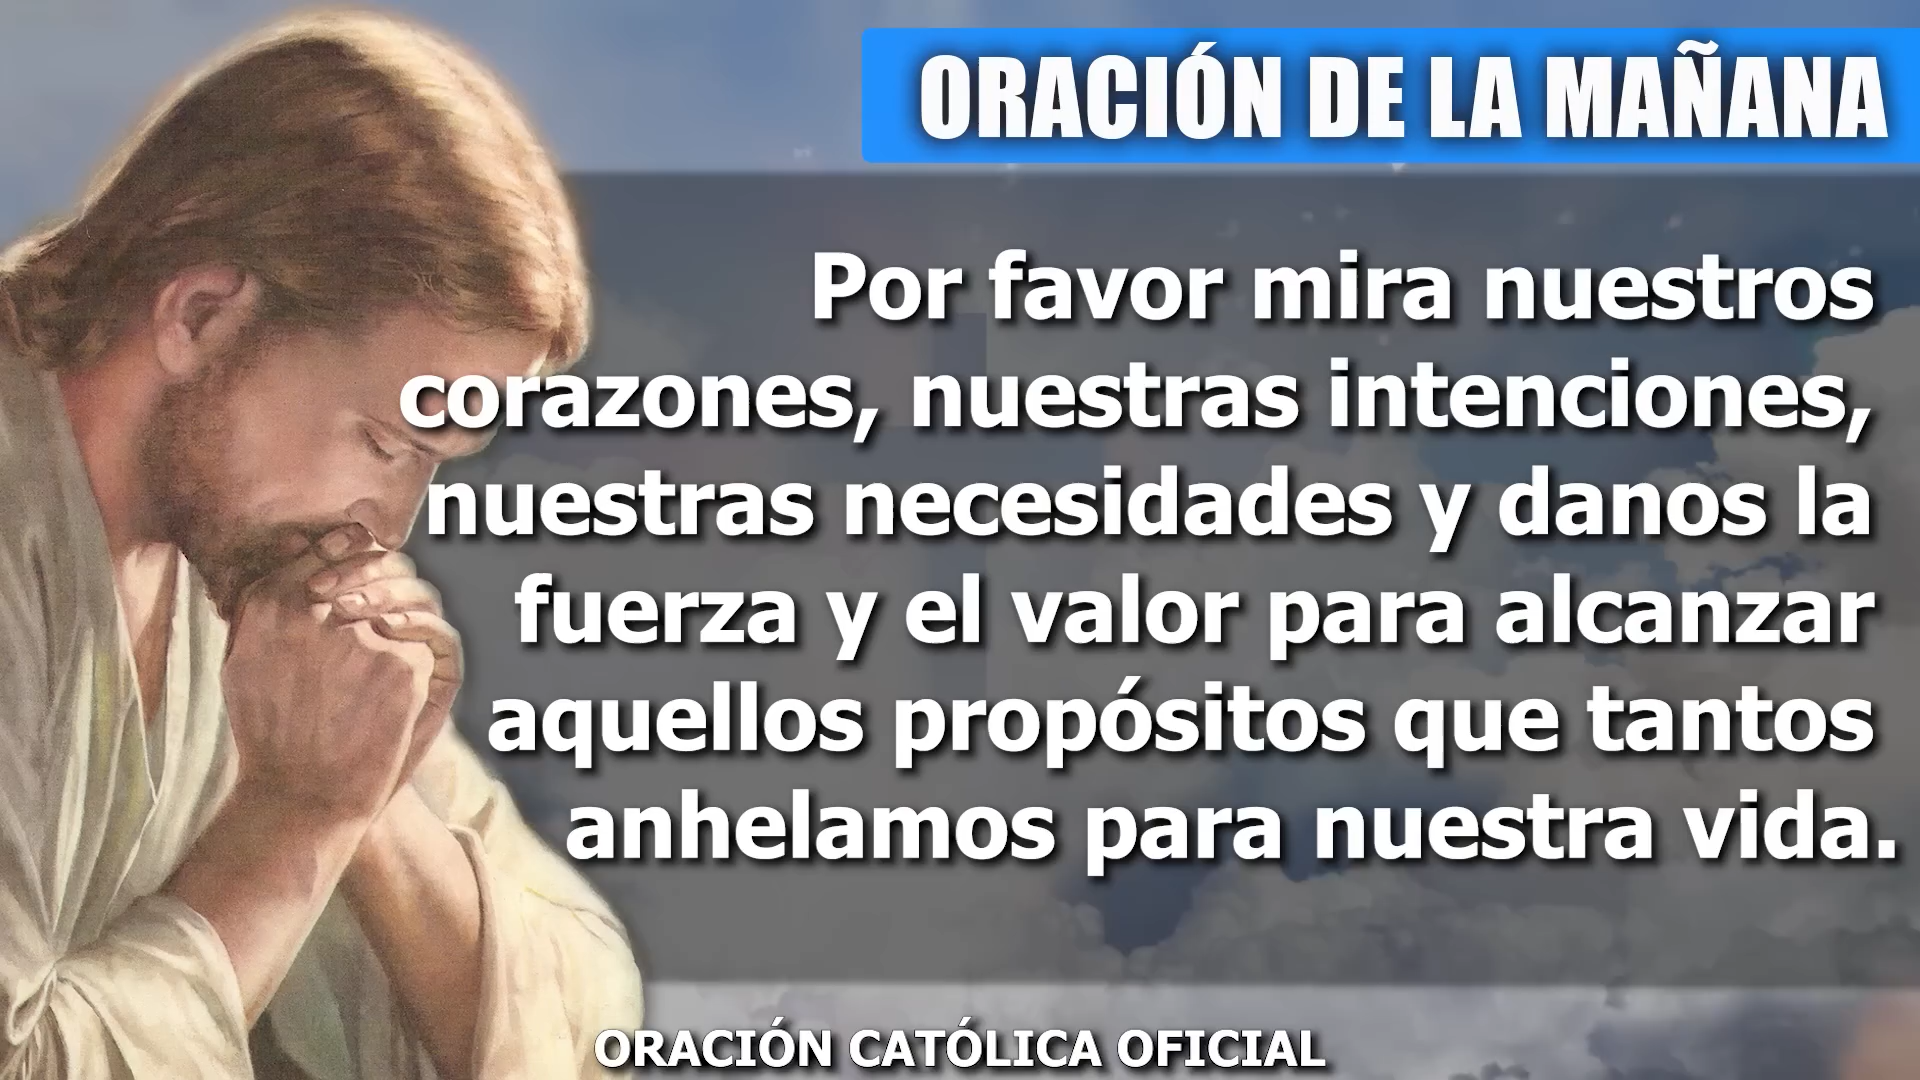 ORACIÓN DE LA MAÑANA
Por favor mira nuestros
corazones, nuestras intenciones,
nuestras necesidades y danos la
fuerza y el valor para alcanzar
aquellos propósitos que tantos
anhelamos para nuestra vida.
ORACIÓN CATÓLICA OFICIAL